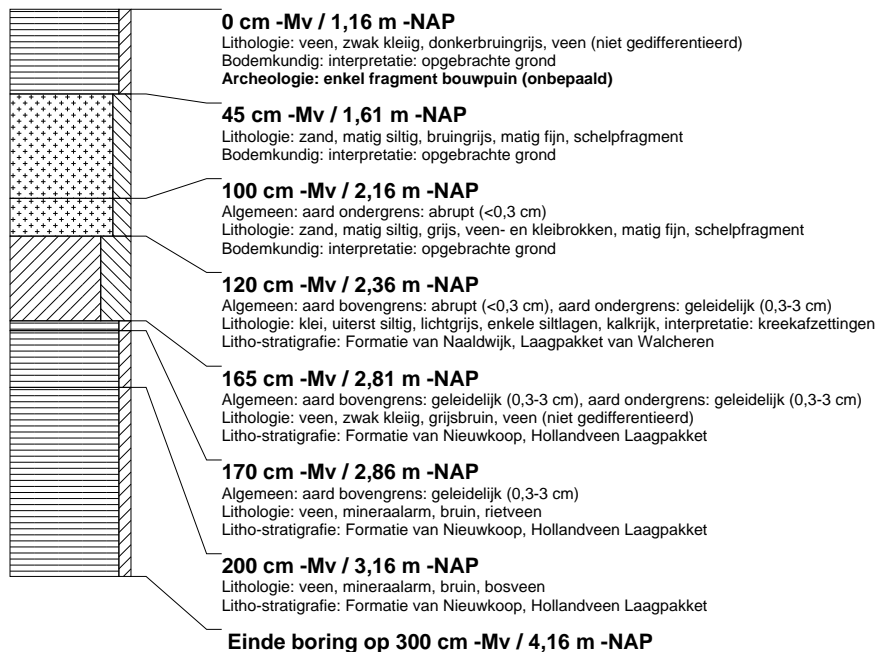 0 cm -Mv / 1,16 m -NAP
Lithologie: veen, zwak kleiig, donkerbruingrijs, veen (niet gedifferentieerd)
Bodemkundig: interpretatie: opgebrachte grond
Archeologie: enkel fragment bouwpuin (onbepaald)
45 cm -Mv / 1,61 m -NAP
Lithologie: zand, matig siltig, bruingrijs, matig fijn, schelpfragment
Bodemkundig: interpretatie: opgebrachte grond
100 cm -Mv / 2,16 m -NAP
Algemeen: aard ondergrens: abrupt (<0,3 cm)
Lithologie: zand, matig siltig, grijs, veen- en kleibrokken, matig fijn, schelpfragment
Bodemkundig: interpretatie: opgebrachte grond
120 cm -Mv / 2,36 m -NAP
Algemeen: aard bovengrens: abrupt (<0,3 cm), aard ondergrens: geleidelijk (0,3-3 cm)
Lithologie: klei, uiterst siltig, lichtgrijs, enkele siltlagen, kalkrijk, interpretatie: kreekafzettingen
Litho-stratigrafie: Formatie van Naaldwijk, Laagpakket van Walcheren
165 cm -Mv / 2,81 m -NAP
Algemeen: aard bovengrens: geleidelijk (0,3-3 cm), aard ondergrens: geleidelijk (0,3-3 cm)
Lithologie: veen, zwak kleiig, grijsbruin, veen (niet gedifferentieerd)
Litho-stratigrafie: Formatie van Nieuwkoop, Hollandveen Laagpakket
170 cm -Mv / 2,86 m -NAP
Algemeen: aard bovengrens: geleidelijk (0,3-3 cm)
Lithologie: veen, mineraalarm, bruin, rietveen
Litho-stratigrafie: Formatie van Nieuwkoop, Hollandveen Laagpakket
200 cm -Mv / 3,16 m -NAP
Lithologie: veen, mineraalarm, bruin, bosveen
Litho-stratigrafie: Formatie van Nieuwkoop, Hollandveen Laagpakket
Einde boring op 300 cm -Mv / 4,16 m -NAP